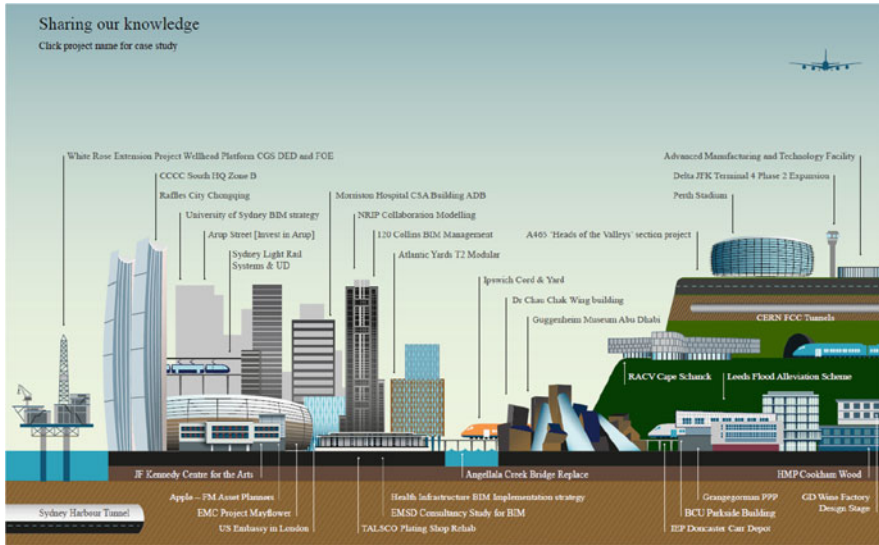 Sharing our knowledge
Click project name for case study
White Rose Extension Project Wellhead Platform CGS DED and FOE
CCCC South HQ Zone B
Raffles City Chongqing
University of Sydney BIM strategy
Arup Street [Invest in Arup]
Sydney Light Rail
Systems & UD
Morriston Hospital CSA Building ADB
NRIP Collaboration Modelling
120 Collins BIM Management
Atlantic Yards T2 Modular
Ipswich Cord & Yard
Dr Chau Chak Wing building
Guggenheim Museum Abu Dhabi
A465 'Heads of the Valleys' section project
Advanced Manufacturing and Technology Facility
Delta JFK Terminal 4 Phase 2 Expansion
Perth Stadium
CERN FCC Tunnels
RACV Cape Schanck
Leeds Flood Alleviation Scheme
JF Kennedy Centre for the Arts
Angellala Creek Bridge Replace
HMP Cookham Wood
Apple – FM Asset Planners
Health Infrastructure BIM Implementation strategy
Grangegorman PPP
GD Wine Factory
Design Stage
Sydney Harbour Tunnel
EMC Project Mayflower
EMSD Consultancy Study for BIM
BCU Parkside Building
US Embassy in London
TALSCO Plating Shop Rehab
IEP Doncaster Carr Depot